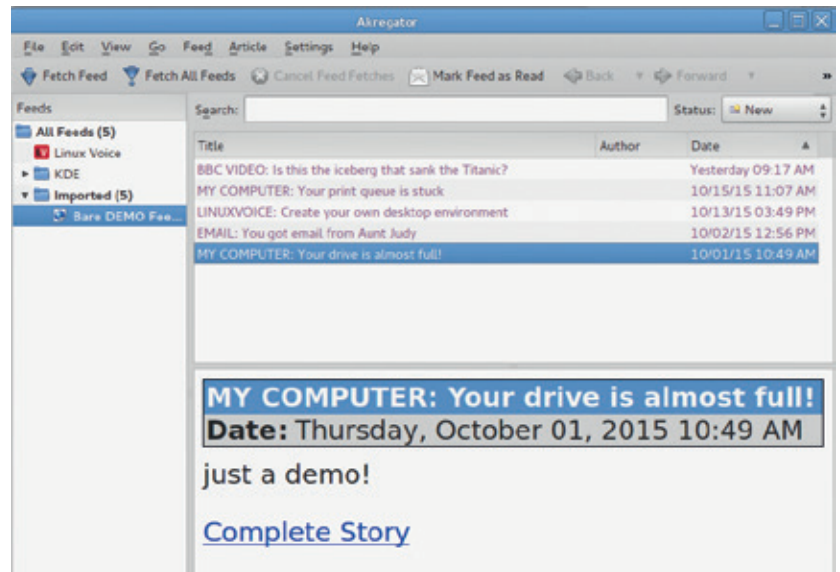 Akregator
File Edit View Go Feed Article Settings Help
Fetch Feed Fetch All Feeds Cancel Feed Fetches Mark Feed as Read Back Forward »
Feeds
All Feeds (5)
Linux Voice
KDE
Imported (5)
Bare DEMO Fee...
Search: Status: New
Title Author Date
BBC VIDEO: Is this the iceberg that sank the Titanic? Yesterday 09:17 AM
MY COMPUTER: Your print queue is stuck 10/15/15 11:07 AM
LINUXVOICE: Create your own desktop environment 10/13/15 03:49 PM
EMAIL: You got email from Aunt Judy 10/02/15 12:56 PM
MY COMPUTER: Your drive is almost full! 10/01/15 10:49 AM
MY COMPUTER: Your drive is almost full!
Date: Thursday, October 01, 2015 10:49 AM
just a demo!
Complete Story